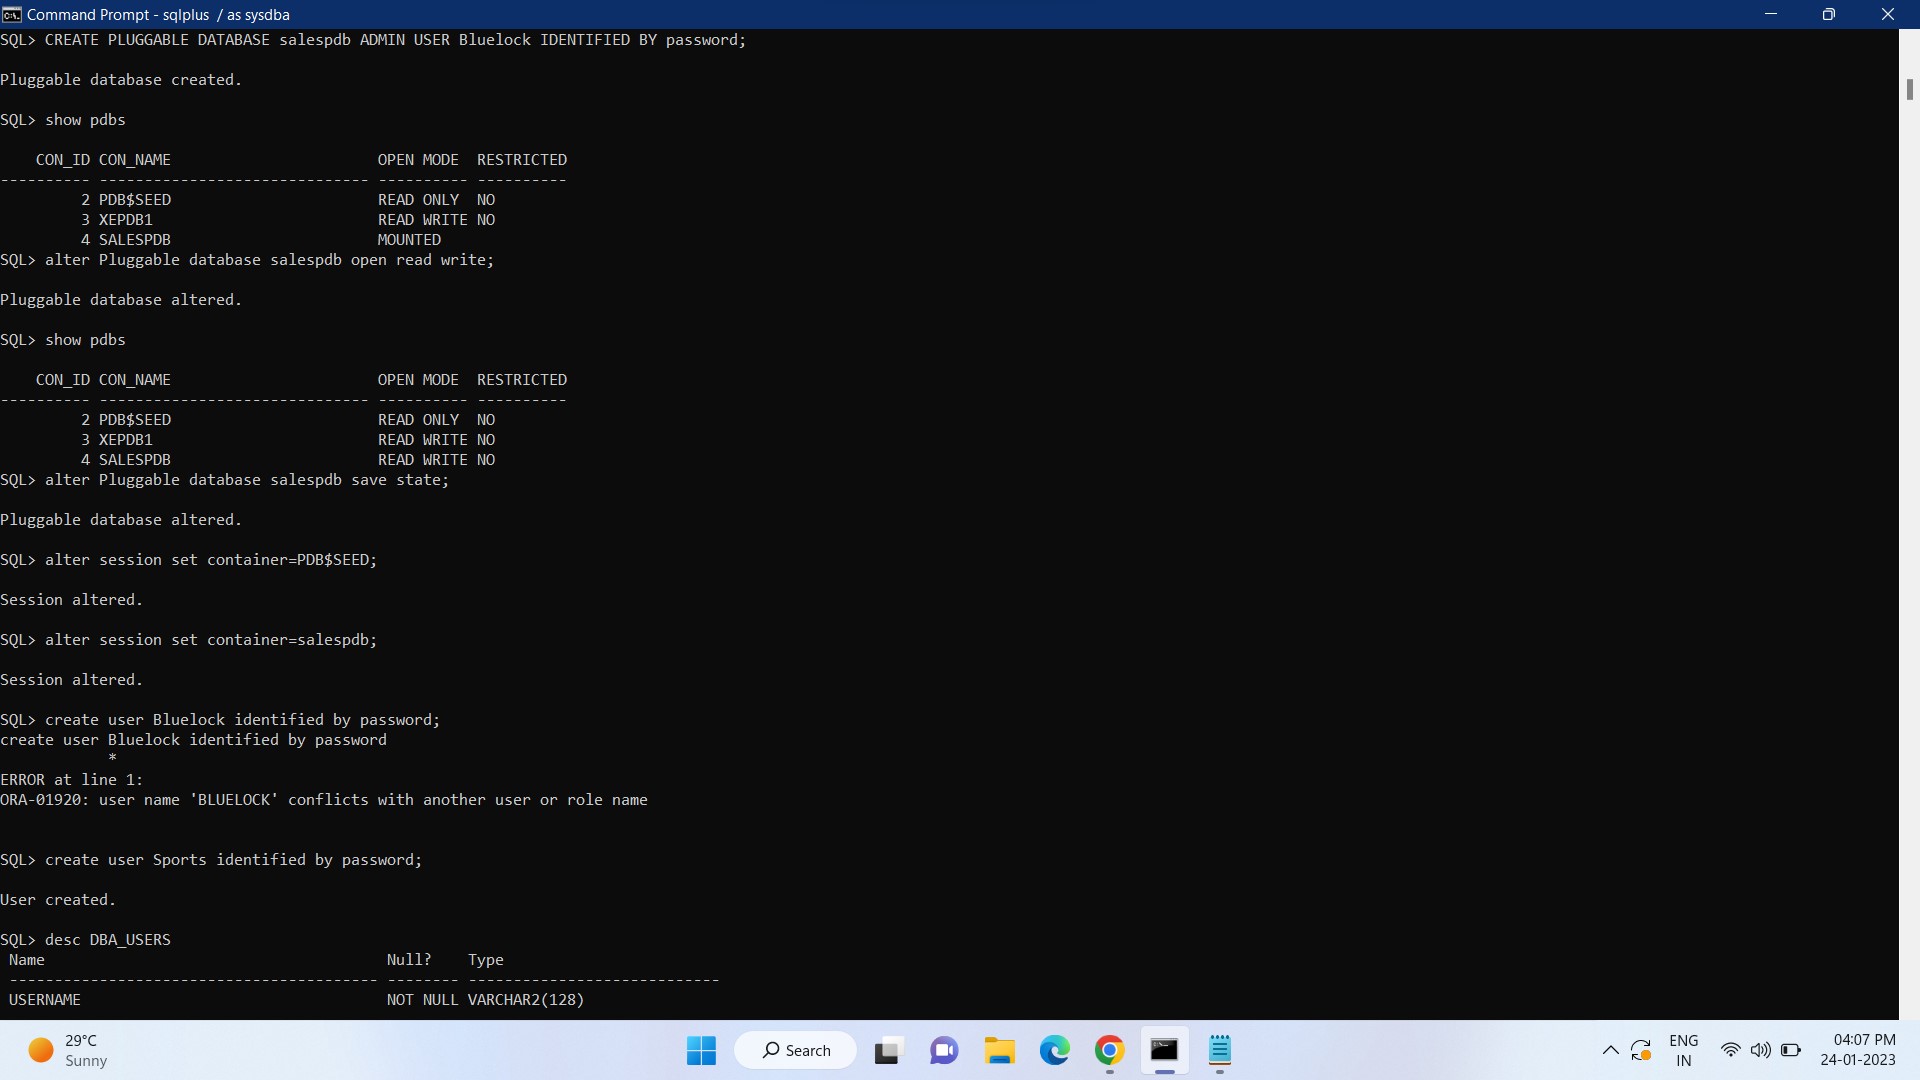 Command Prompt - sqlplus  / as sysdba
SQL> CREATE PLUGGABLE DATABASE salespdb ADMIN USER Bluelock IDENTIFIED BY password;
Pluggable database created.
SQL> show pdbs
    CON_ID CON_NAME                       OPEN MODE  RESTRICTED
---------- ------------------------------ ---------- ----------
         2 PDB$SEED                       READ ONLY  NO
         3 XEPDB1                         READ WRITE NO
         4 SALESPDB                       MOUNTED
SQL> alter Pluggable database salespdb open read write;
Pluggable database altered.
SQL> show pdbs
    CON_ID CON_NAME                       OPEN MODE  RESTRICTED
---------- ------------------------------ ---------- ----------
         2 PDB$SEED                       READ ONLY  NO
         3 XEPDB1                         READ WRITE NO
         4 SALESPDB                       READ WRITE NO
SQL> alter Pluggable database salespdb save state;
Pluggable database altered.
SQL> alter session set container=PDB$SEED;
Session altered.
SQL> alter session set container=salespdb;
Session altered.
SQL> create user Bluelock identified by password;
create user Bluelock identified by password
            *
ERROR at line 1:
ORA-01920: user name 'BLUELOCK' conflicts with another user or role name
SQL> create user Sports identified by password;
User created.
SQL> desc DBA_USERS
 Name                                      Null?    Type
 ----------------------------------------- -------- ----------------------------
 USERNAME                                  NOT NULL VARCHAR2(128)
29°C
Sunny
Search
ENG
IN
04:07 PM
24-01-2023